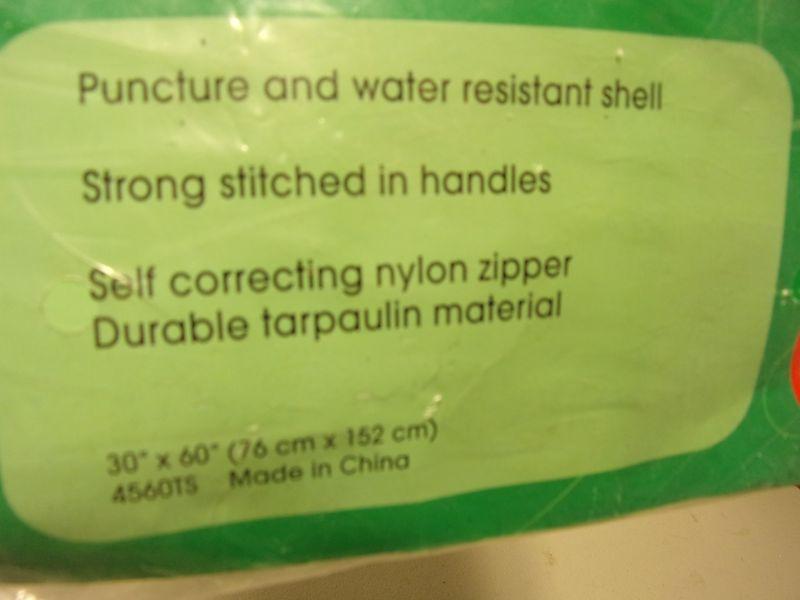 Puncture and water resistant shell
Strong stitched in handles
Self correcting nylon zipper
Durable tarpaulin material
30" x 60" (76 cm x 152 cm)
4560TS Made in China